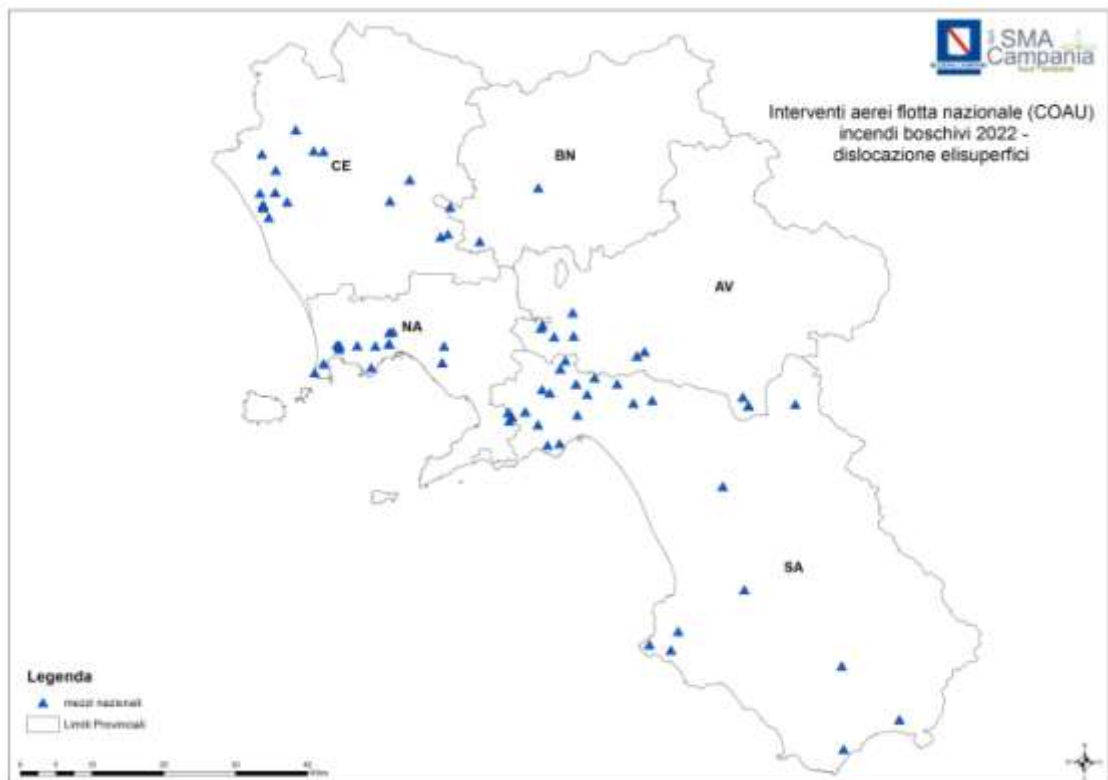 SMA
Campania
Interventi aerei flotta nazionale (COAU)
incendi boschivi 2022 -
dislocazione elisuperfici
BN
CE
AV
NA
SA
Legenda
mezzi nazionali
Limiti Provinciali